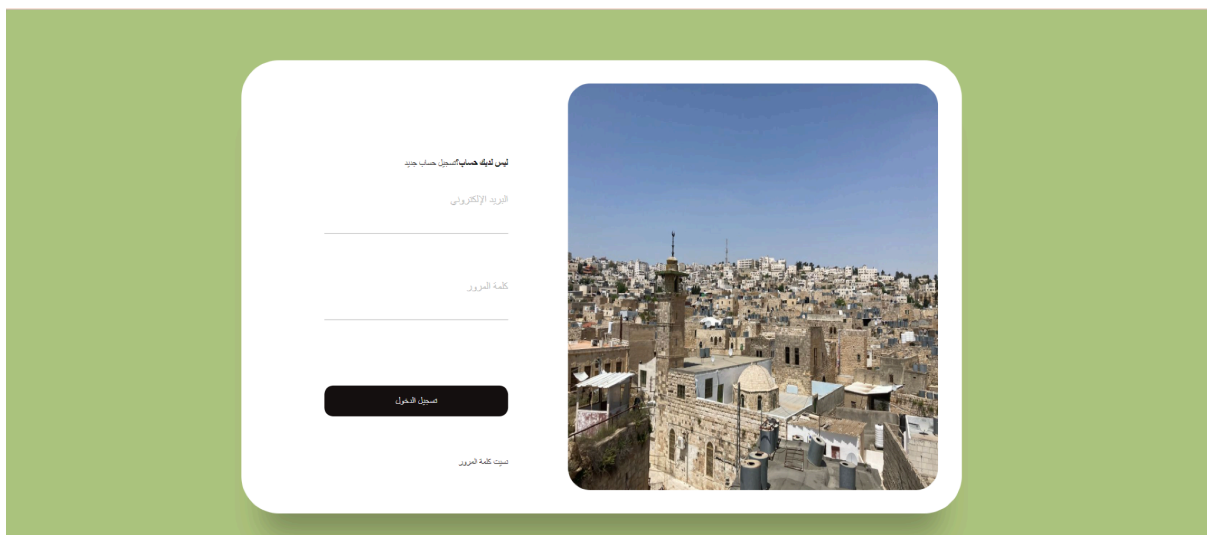 ليس لديك حساب؟تسجيل حساب جديد
البريد الإلكتروني
كلمة المرور
تسجيل الدخول
نسيت كلمة المرور